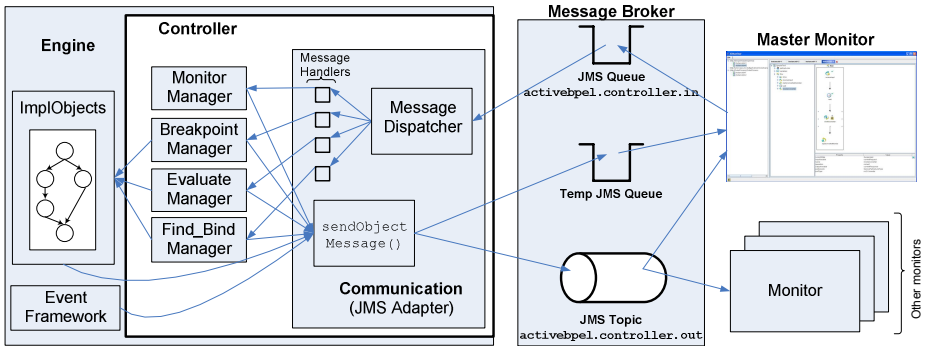 Engine
ImplObjects
Event
Framework
Controller
Monitor
Manager
Breakpoint
Manager
Evaluate
Manager
Find_Bind
Manager
Message
Handlers
Message
Dispatcher
sendObject
Message()
Communication
(JMS Adapter)
Message Broker
JMS Queue
activebpel.controller.in
Temp JMS Queue
JMS Topic
activebpel.controller.out
Master Monitor
Monitor
Other monitors